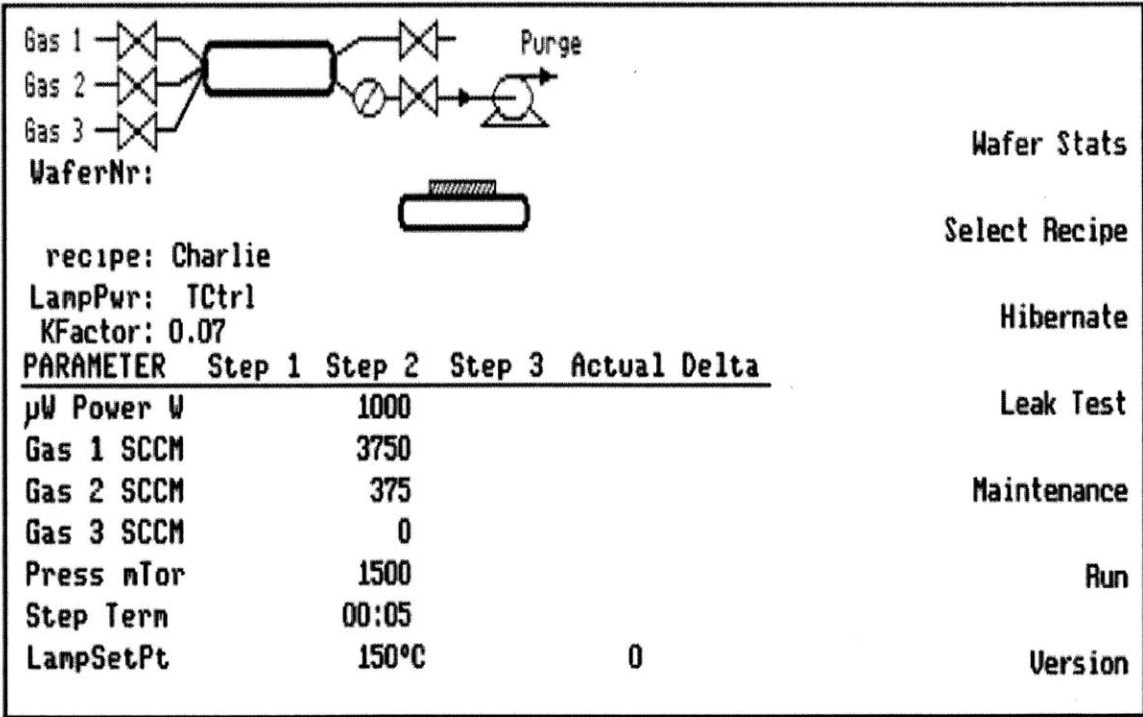 Gas 1
Purge
Gas 2
Gas 3
WaferNr:
Wafer Stats
Select Recipe
recipe: Charlie
LampPwr: TCtrl
Hibernate
KFactor: 0.07
PARAMETER Step 1 Step 2 Step 3 Actual Delta
µW Power W 1000
Leak Test
Gas 1 SCCM 3750
Gas 2 SCCM 375
Maintenance
Gas 3 SCCM 0
Press mTor 1500
Run
Step Term 00:05
LampSetPt 150°C 0
Version